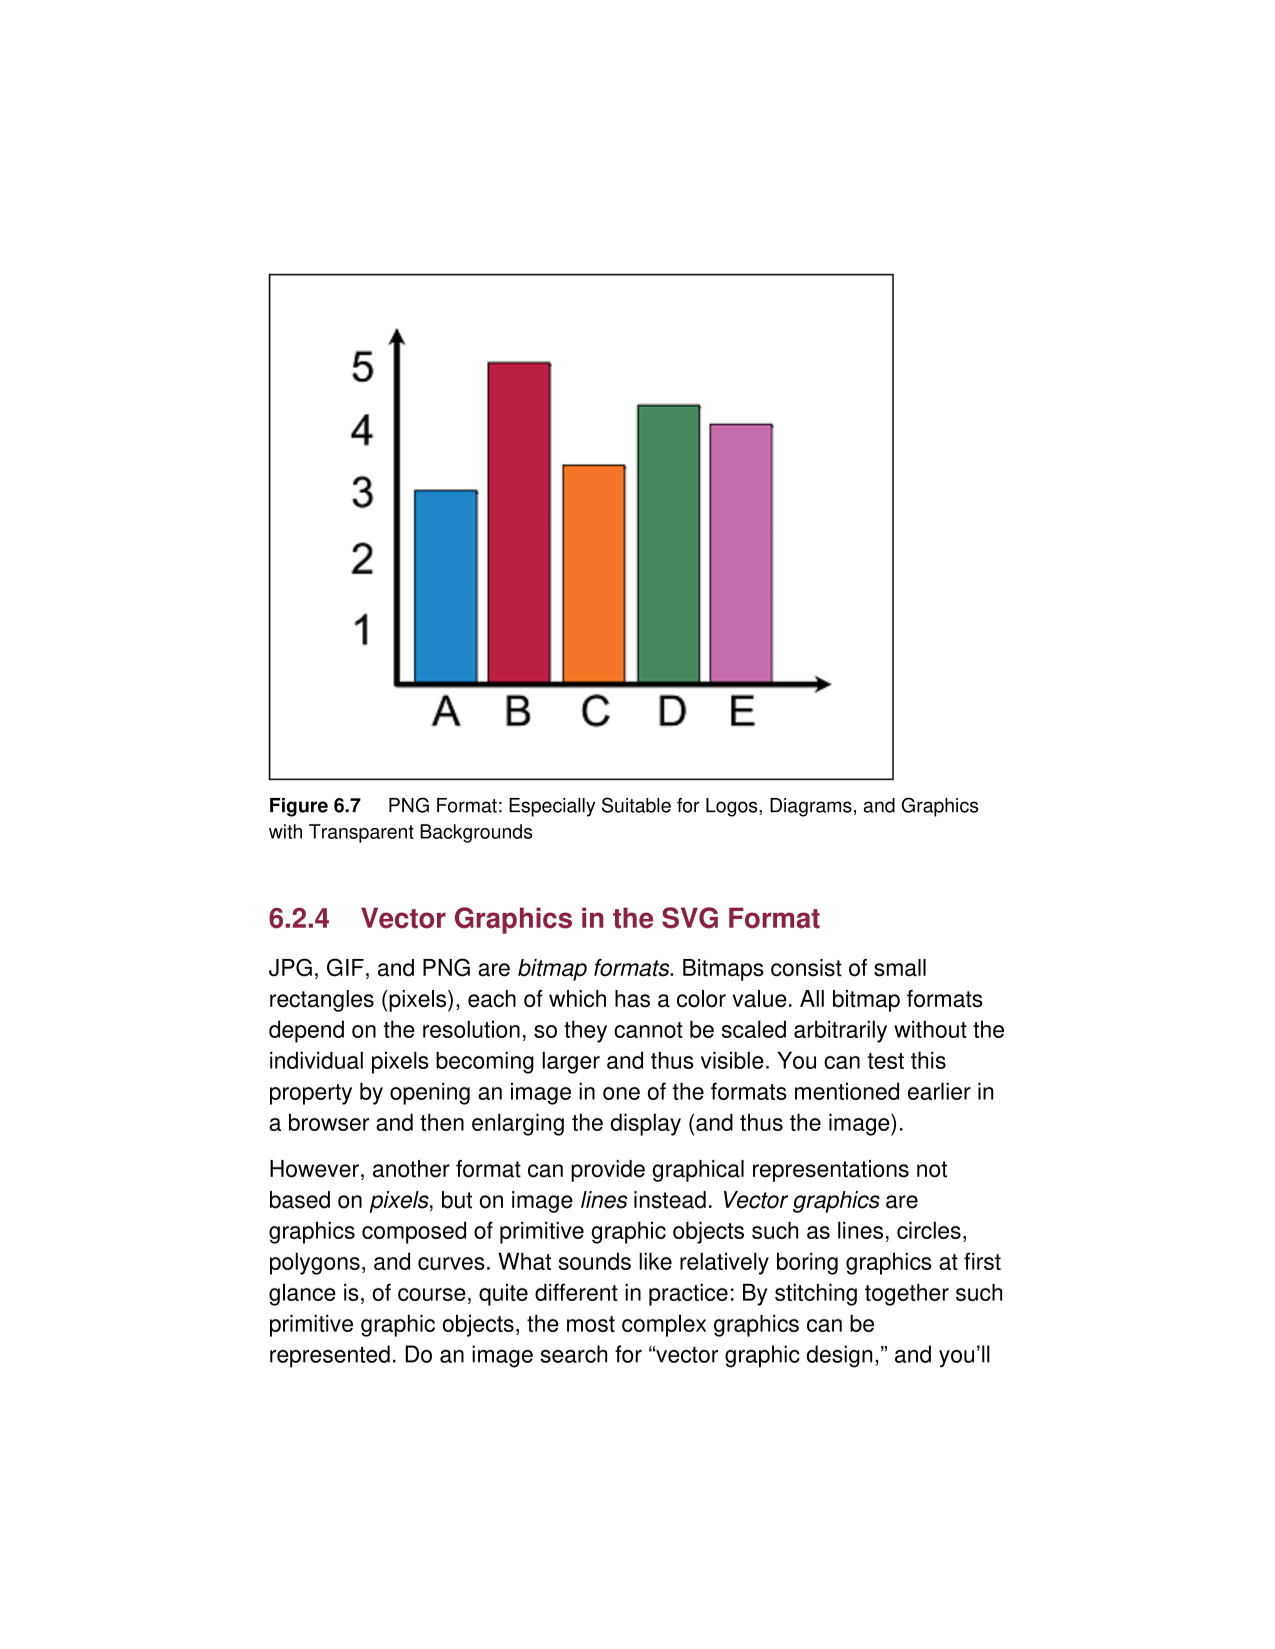 5
4
3
2
1
A B C D E
Figure 6.7 PNG Format: Especially Suitable for Logos, Diagrams, and Graphics
with Transparent Backgrounds
6.2.4 Vector Graphics in the SVG Format
JPG, GIF, and PNG are bitmap formats. Bitmaps consist of small
rectangles (pixels), each of which has a color value. All bitmap formats
depend on the resolution, so they cannot be scaled arbitrarily without the
individual pixels becoming larger and thus visible. You can test this
property by opening an image in one of the formats mentioned earlier in
a browser and then enlarging the display (and thus the image).
However, another format can provide graphical representations not
based on pixels, but on image lines instead. Vector graphics are
graphics composed of primitive graphic objects such as lines, circles,
polygons, and curves. What sounds like relatively boring graphics at first
glance is, of course, quite different in practice: By stitching together such
primitive graphic objects, the most complex graphics can be
represented. Do an image search for “vector graphic design,” and you’ll